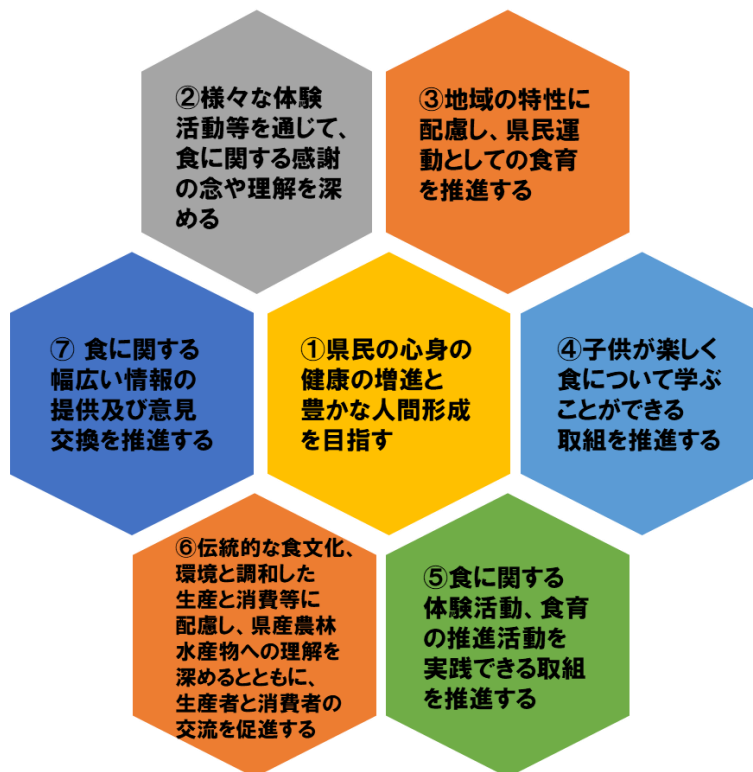 ②様々な体験
活動等を通じて、
食に関する感謝
の念や理解を深
める
③地域の特性に
配慮し、県民運
動としての食育
を推進する
⑦ 食に関する
幅広い情報の
提供及び意見
交換を推進する
①県民の心身の
健康の増進と
豊かな人間形成
を目指す
④子供が楽しく
食について学ぶ
ことができる
取組を推進する
⑥伝統的な食文化、
環境と調和した
生産と消費等に
配慮し、県産農林
水産物への理解を
深めるとともに、
生産者と消費者の
交流を促進する
⑤食に関する
体験活動、食育
の推進活動を
実践できる取組
を推進する